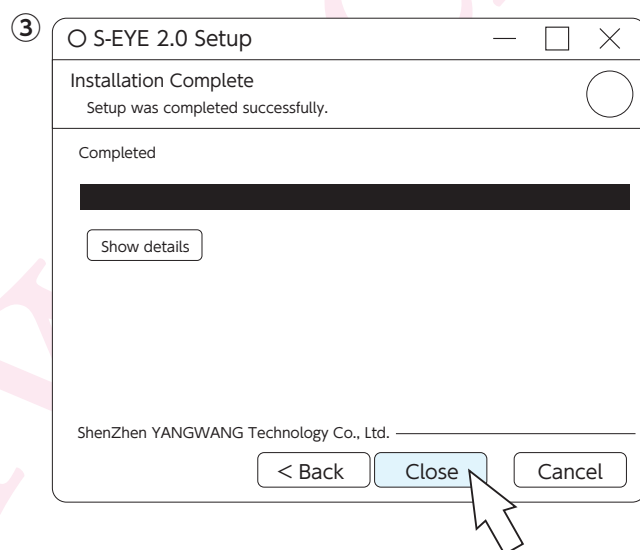 ③
S-EYE 2.0 Setup
Installation Complete
Setup was completed successfully.
Completed
Show details
ShenZhen YANGWANG Technology Co., Ltd.
< Back
Close
Cancel